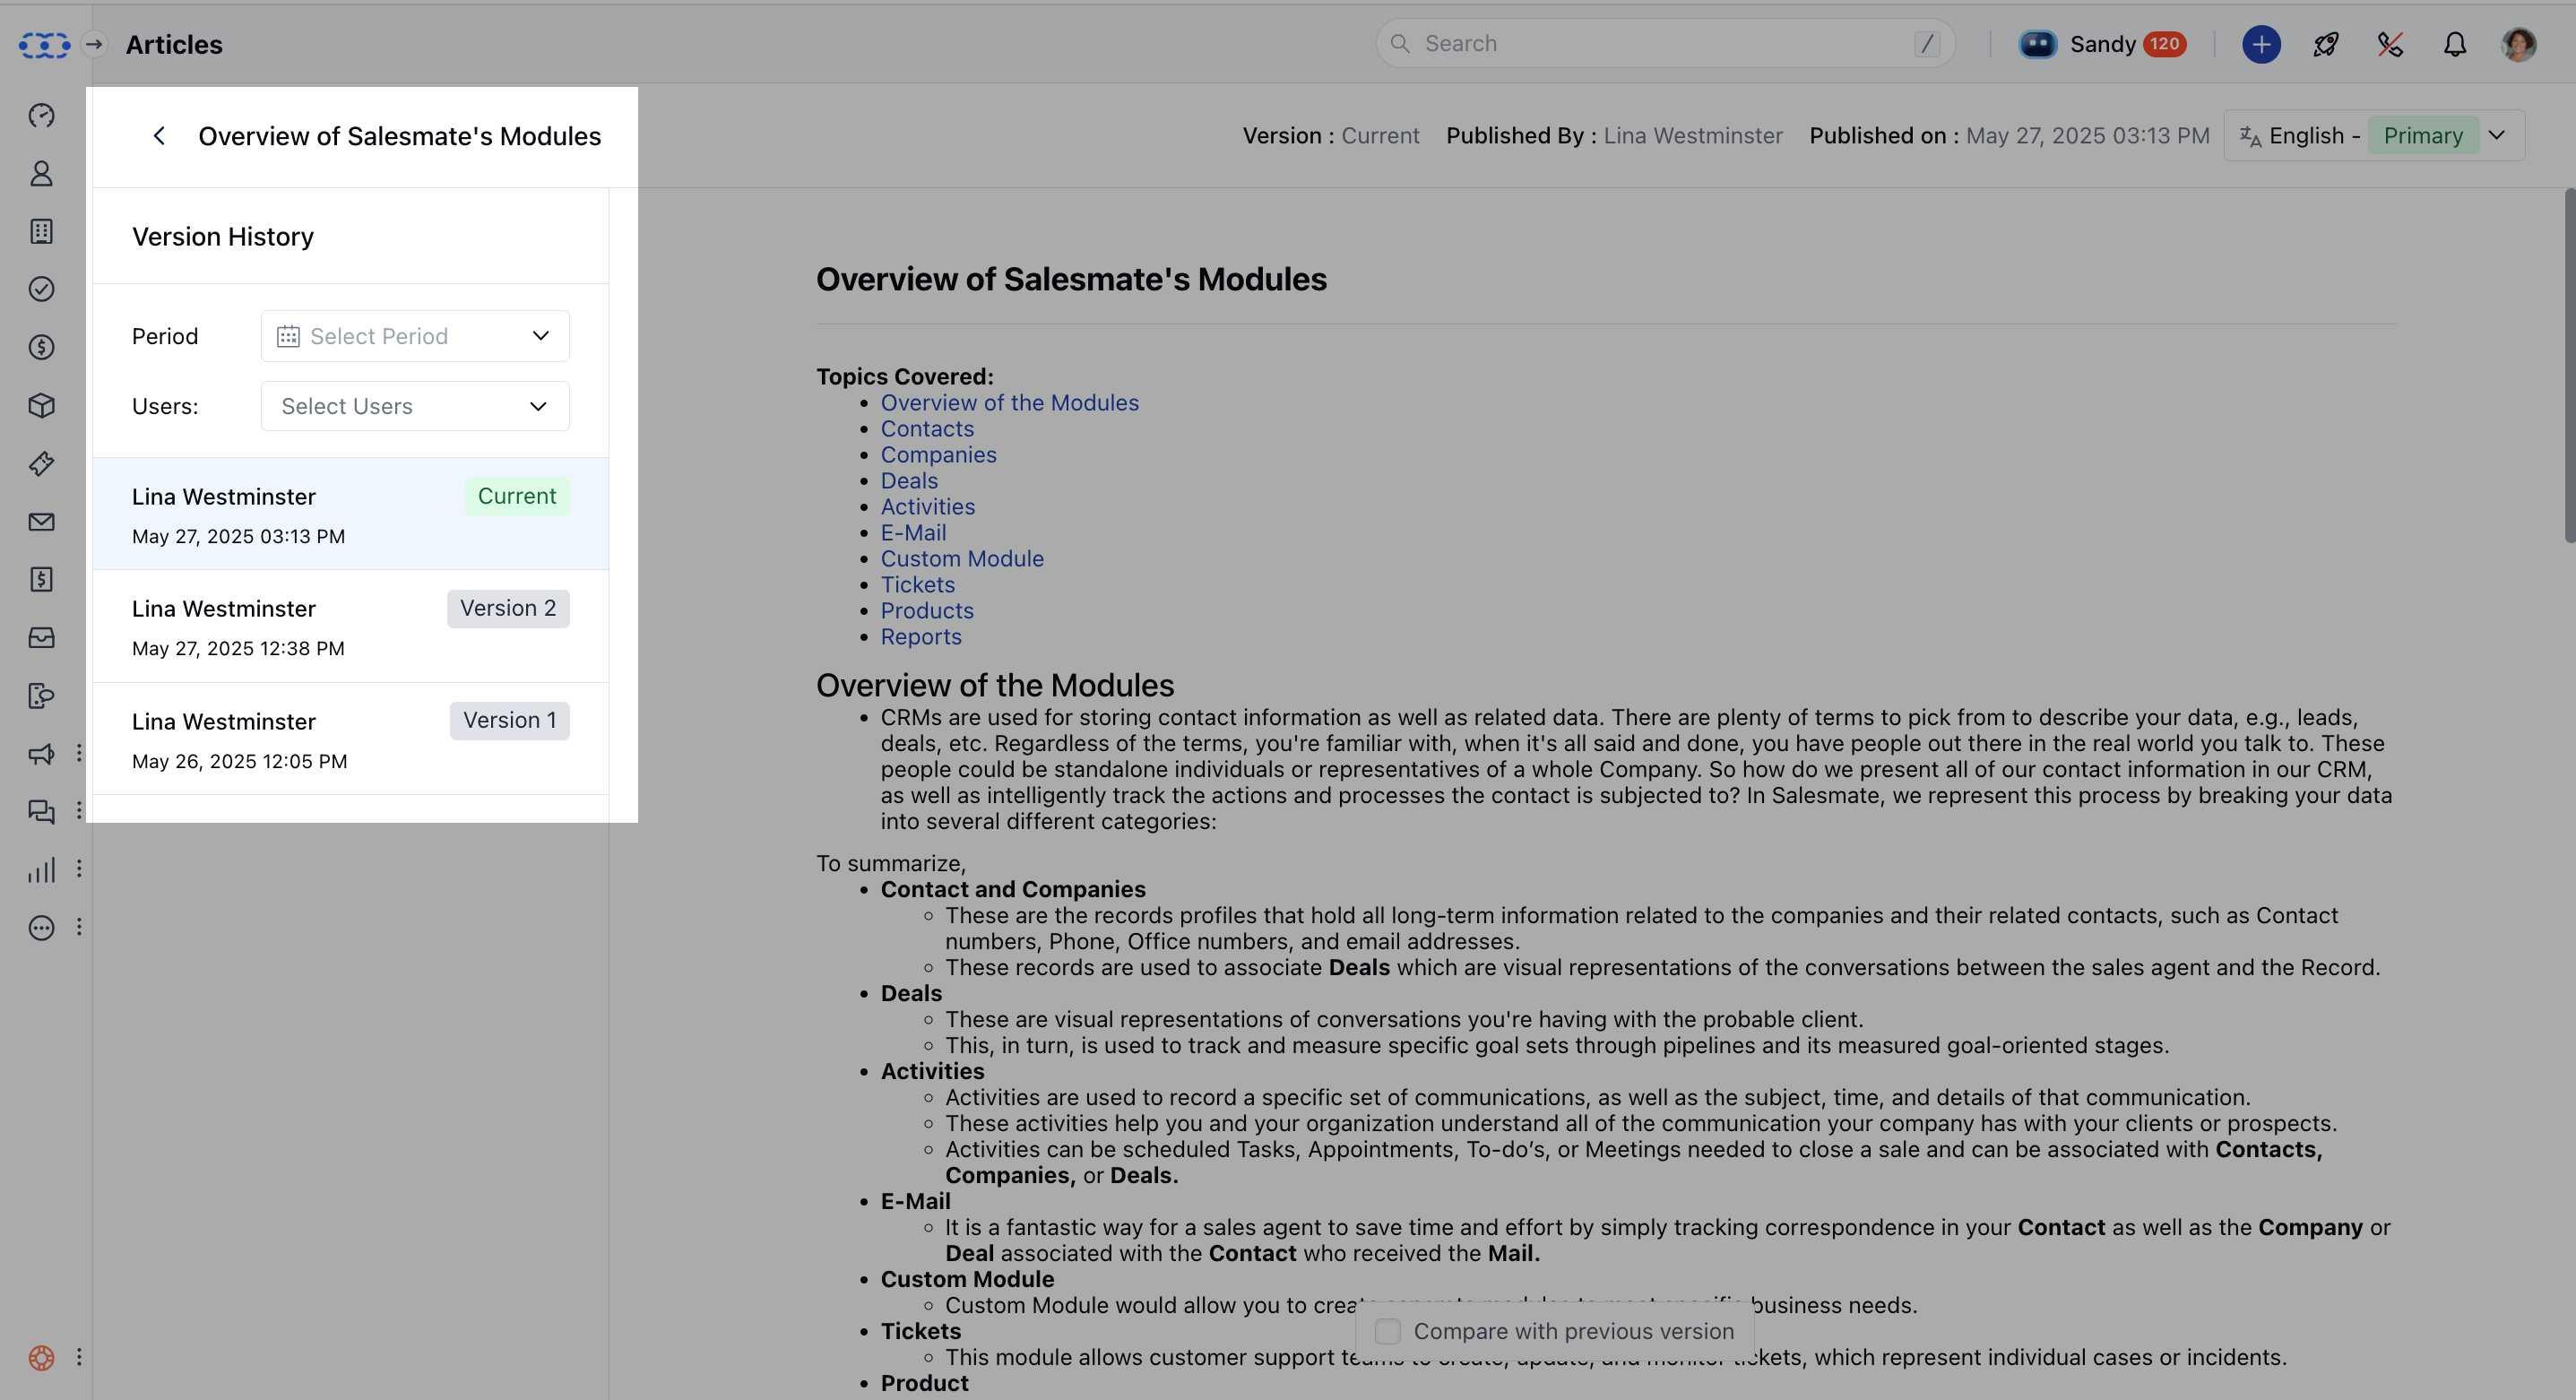 Articles
Search
/
Sandy 120
Overview of Salesmate's Modules
Version : Current Published By : Lina Westminster Published on : May 27, 2025 03:13 PM English - Primary
Version History
Period Select Period
Users: Select Users
Lina Westminster Current
May 27, 2025 03:13 PM
Lina Westminster Version 2
May 27, 2025 12:38 PM
Lina Westminster Version 1
May 26, 2025 12:05 PM
Overview of Salesmate's Modules
Topics Covered:
Overview of the Modules
Contacts
Companies
Deals
Activities
E-Mail
Custom Module
Tickets
Products
Reports
Overview of the Modules
CRMs are used for storing contact information as well as related data. There are plenty of terms to pick from to describe your data, e.g., leads,
deals, etc. Regardless of the terms, you're familiar with, when it's all said and done, you have people out there in the real world you talk to. These
people could be standalone individuals or representatives of a whole Company. So how do we present all of our contact information in our CRM,
as well as intelligently track the actions and processes the contact is subjected to? In Salesmate, we represent this process by breaking your data
into several different categories:
To summarize,
Contact and Companies
These are the records profiles that hold all long-term information related to the companies and their related contacts, such as Contact
numbers, Phone, Office numbers, and email addresses.
These records are used to associate Deals which are visual representations of the conversations between the sales agent and the Record.
Deals
These are visual representations of conversations you're having with the probable client.
This, in turn, is used to track and measure specific goal sets through pipelines and its measured goal-oriented stages.
Activities
Activities are used to record a specific set of communications, as well as the subject, time, and details of that communication.
These activities help you and your organization understand all of the communication your company has with your clients or prospects.
Activities can be scheduled Tasks, Appointments, To-do’s, or Meetings needed to close a sale and can be associated with Contacts,
Companies, or Deals.
E-Mail
It is a fantastic way for a sales agent to save time and effort by simply tracking correspondence in your Contact as well as the Company or
Deal associated with the Contact who received the Mail.
Custom Module
Custom Module would allow you to business needs.
Compare with previous version
Tickets
This module allows customer support which represent individual cases or incidents.
Product